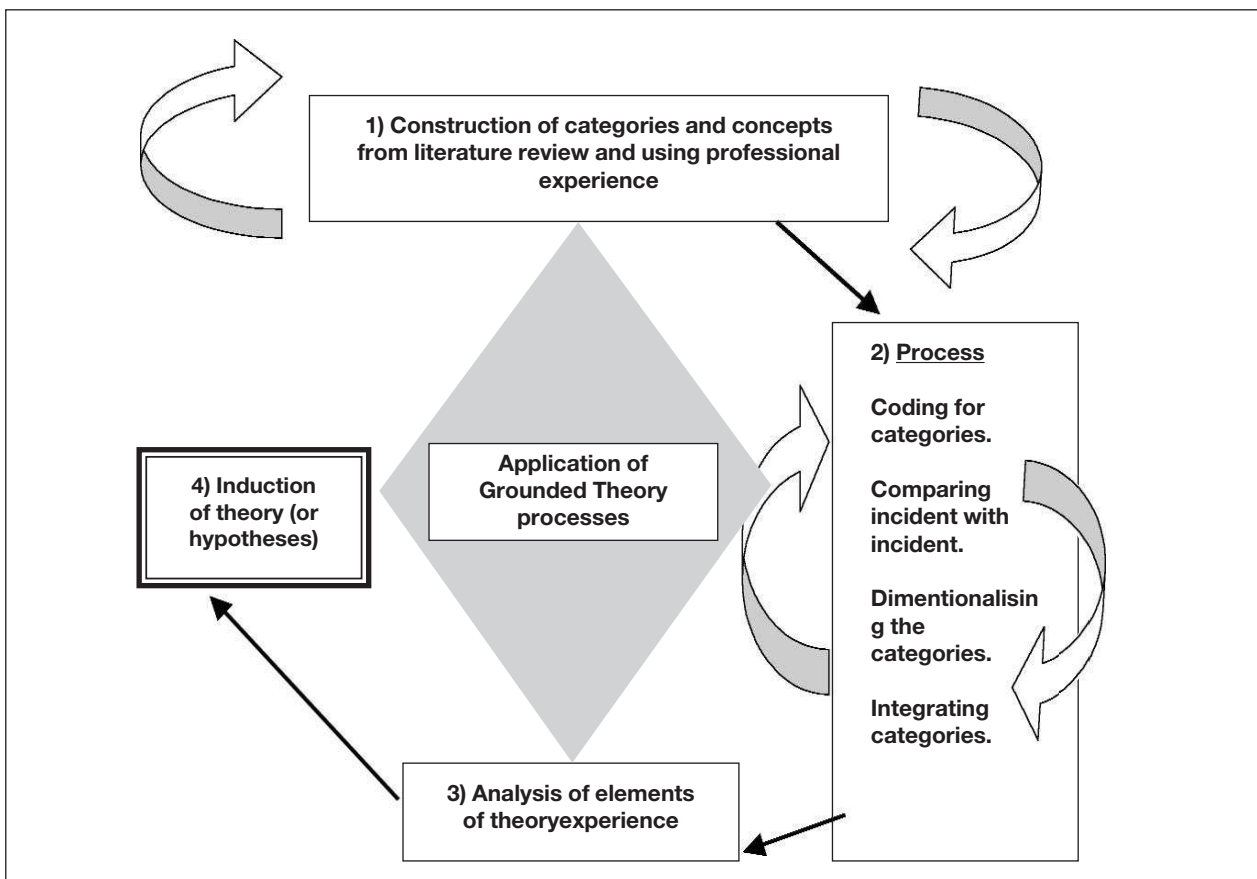 1) Construction of categories and concepts
from literature review and using professional
experience
2) Process
Coding for
categories.
Comparing
incident with
incident.
Dimentionalisin
g the
categories.
Integrating
categories.
Application of
Grounded Theory
processes
4) Induction
of theory (or
hypotheses)
3) Analysis of elements
of theoryexperience